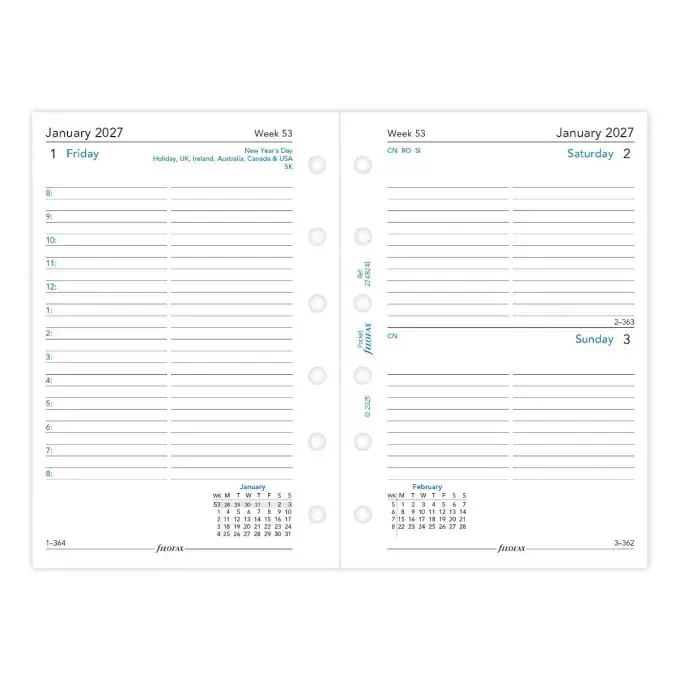 January 2027 Week 53
1 Friday New Year's Day
Holiday, UK, Ireland, Australia, Canada & USA
SK
8:
9:
10:
11:
12:
1:
2:
3:
4:
5:
6:
7:
8:
January
WK M T W T F S S
53 28 29 30 31 1 2 3
1 4 5 6 7 8 9 10
2 11 12 13 14 15 16 17
3 18 19 20 21 22 23 24
4 25 26 27 28 29 30 31
1–364
filofax
Week 53 January 2027
CN RO SI Saturday 2
2–363
CN Sunday 3
Ref:
27-68241
Pocket
filofax
© 2025
February
WK M T W T F S S
5 1 2 3 4 5 6 7
6 8 9 10 11 12 13 14
7 15 16 17 18 19 20 21
8 22 23 24 25 26 27 28
filofax
3–362